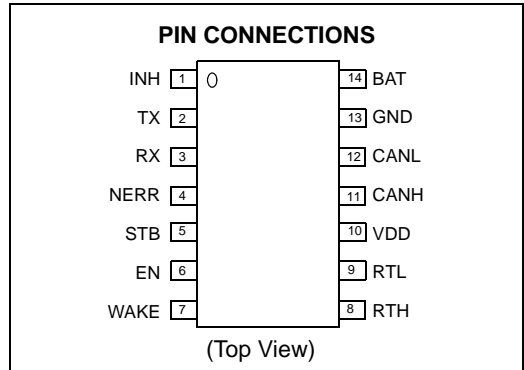 PIN CONNECTIONS
INH 1 14 BAT
TX 2 13 GND
RX 3 12 CANL
NERR 4 11 CANH
STB 5 10 VDD
EN 6 9 RTL
WAKE 7 8 RTH
(Top View)